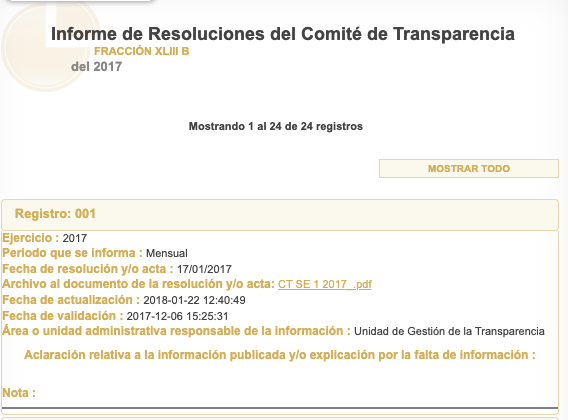 Informe de Resoluciones del Comité de Transparencia
FRACCIÓN XLIII B
del 2017
Mostrando 1 al 24 de 24 registros
MOSTRAR TODO
Registro: 001
Ejercicio : 2017
Periodo que se informa : Mensual
Fecha de resolución y/o acta : 17/01/2017
Archivo al documento de la resolución y/o acta: CT SE 1 2017_.pdf
Fecha de actualización : 2018-01-22 12:40:49
Fecha de validación : 2017-12-06 15:25:31
Área o unidad administrativa responsable de la información : Unidad de Gestión de la Transparencia
Aclaración relativa a la información publicada y/o explicación por la falta de información :
Nota :